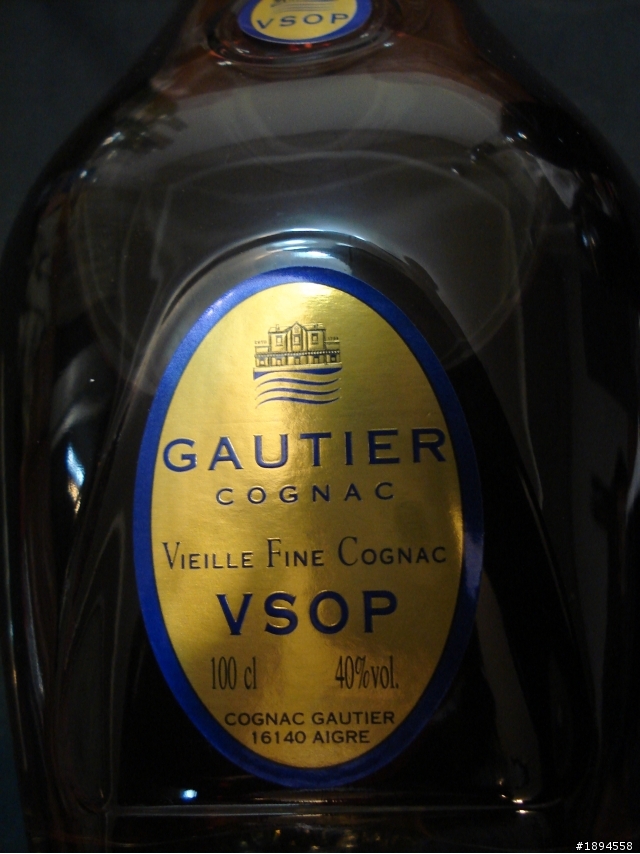 VSOP
GAUTIER
COGNAC
VIEILLE FINE COGNAC
VSOP
100 cl 40%vol.
COGNAC GAUTIER
16140 AIGRE
#1894558